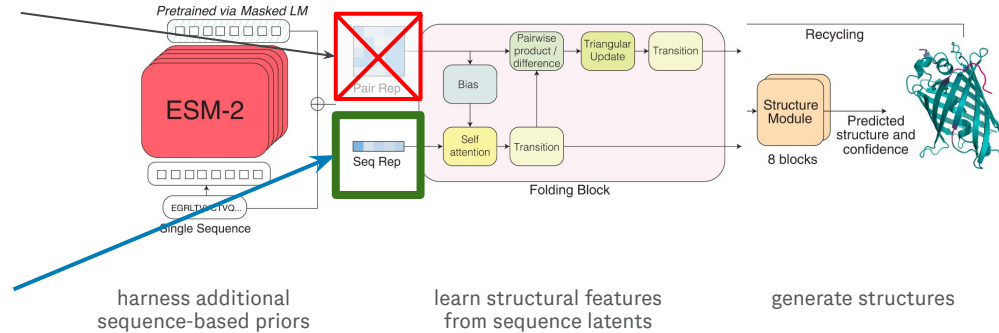 Pretrained via Masked LM
ESM-2
EGRLTV CTVQ...
Single Sequence
Pair Rep
Seq Rep
Bias
Self
attention
Transition
Pairwise
product /
difference
Triangular
Update
Transition
Folding Block
Recycling
Structure
Module
8 blocks
Predicted
structure and
confidence
harness additional
sequence-based priors
learn structural features
from sequence latents
generate structures